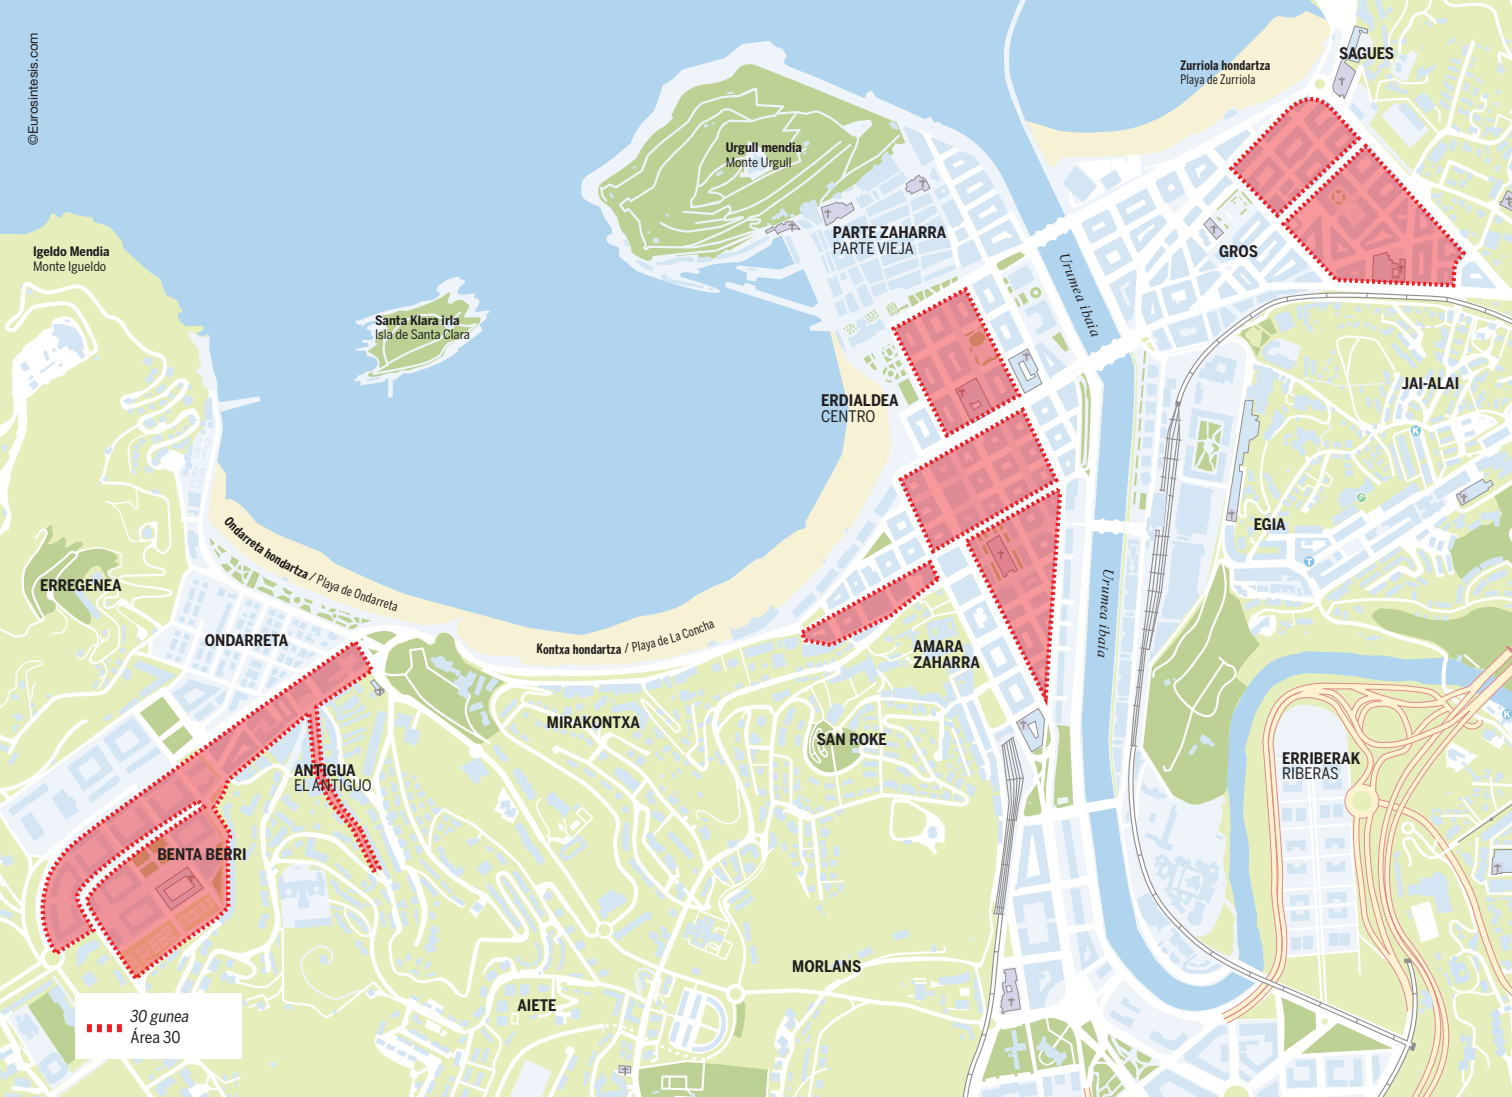 ©Eurosintesis.com
SAGUES
Zurriola hondartza
Playa de Zurriola
Urgull mendia
Monte Urgull
PARTE ZAHARRA
PARTE VIEJA
GROS
Igeldo Mendia
Monte Igueldo
Urumea ibaia
Santa Klara irla
Isla de Santa Clara
JAI-ALAI
ERDIALDEA
CENTRO
K
EGIA
Ondarreta hondartza / Playa de Ondarreta
T
ERREGENEA
Urumea ibaia
ONDARRETA
Kontxa hondartza / Playa de La Concha
AMARA
ZAHARRA
MIRAKONTXA
SAN ROKE
K
ERRIBERAK
RIBERAS
ANTIGUA
EL ANTIGUO
BENTA BERRI
MORLANS
AIETE
30 gunea
Área 30